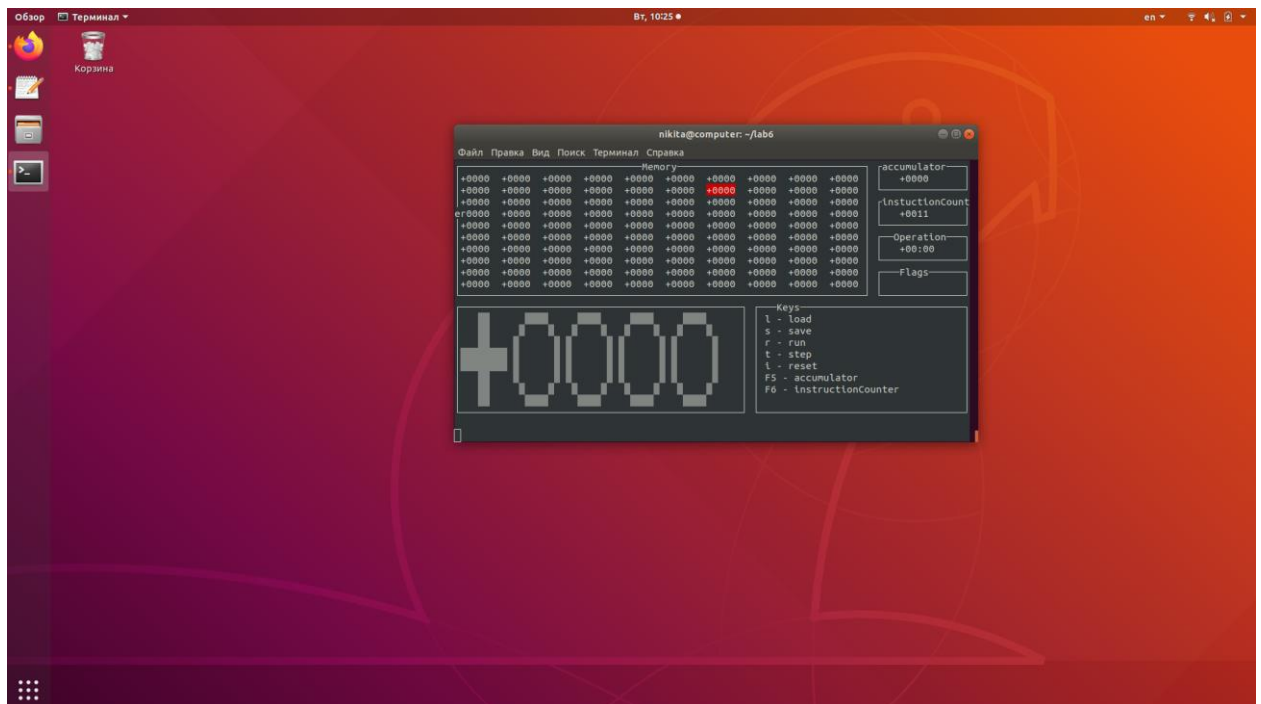 Обзор Терминал Вт, 10:25 en
Корзина
nikita@computer: ~/lab6
Файл Правка Вид Поиск Терминал Справка
Memory accumulator
+0000 +0000 +0000 +0000 +0000 +0000 +0000 +0000 +0000 +0000 +0000
+0000 +0000 +0000 +0000 +0000 +0000 +0000 +0000 +0000 +0000
+0000 +0000 +0000 +0000 +0000 +0000 +0000 +0000 +0000 +0000 instuctionCount
er0000 +0000 +0000 +0000 +0000 +0000 +0000 +0000 +0000 +0000 +0011
+0000 +0000 +0000 +0000 +0000 +0000 +0000 +0000 +0000 +0000
+0000 +0000 +0000 +0000 +0000 +0000 +0000 +0000 +0000 +0000 Operation
+0000 +0000 +0000 +0000 +0000 +0000 +0000 +0000 +0000 +0000 +00:00
+0000 +0000 +0000 +0000 +0000 +0000 +0000 +0000 +0000 +0000
+0000 +0000 +0000 +0000 +0000 +0000 +0000 +0000 +0000 +0000 Flags
+0000 +0000 +0000 +0000 +0000 +0000 +0000 +0000 +0000 +0000
+0000
Keys
l - load
s - save
r - run
t - step
i - reset
F5 - accumulator
F6 - instructionCounter